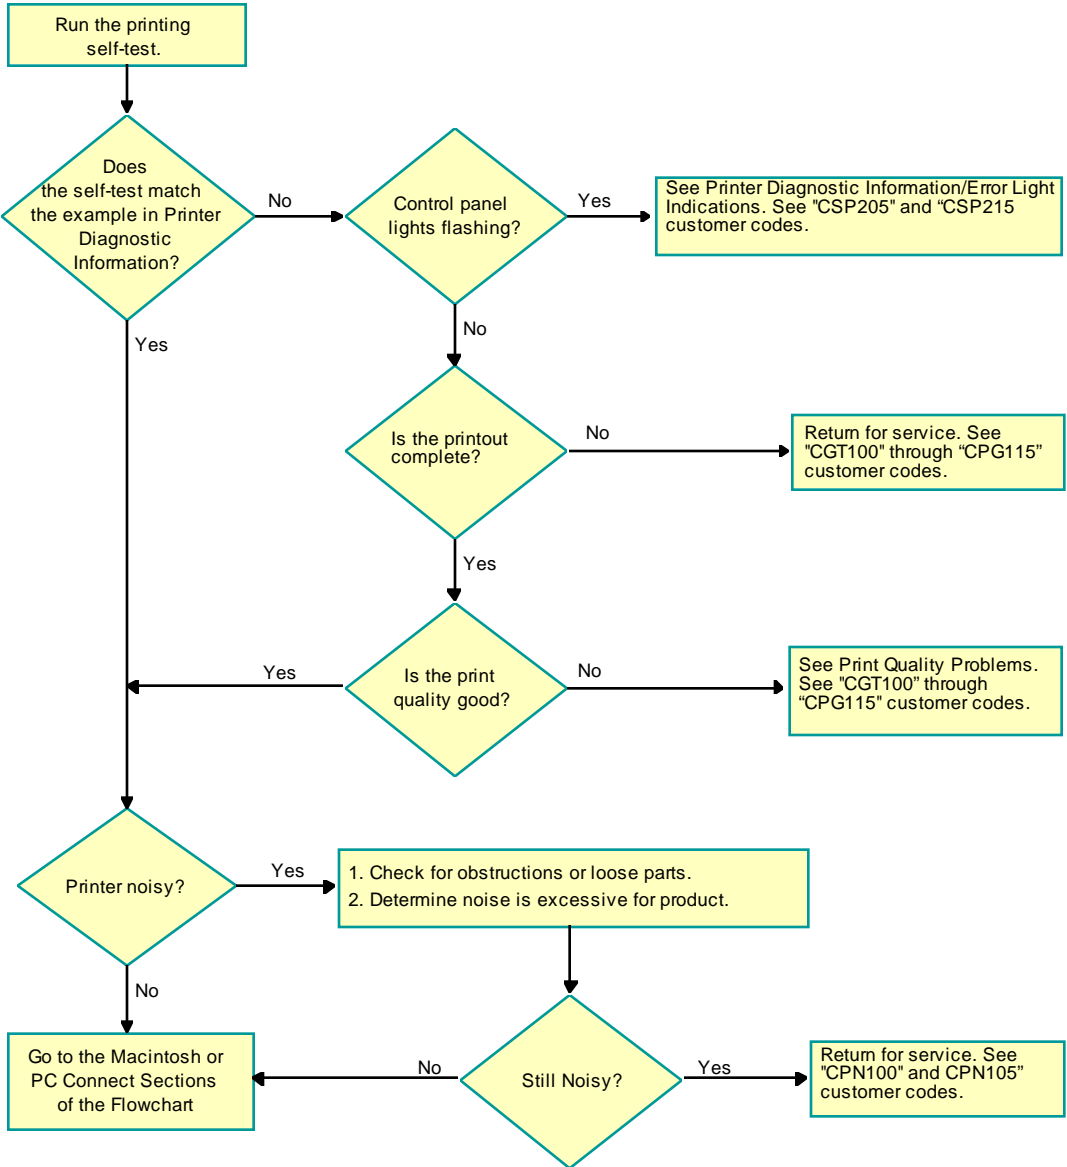 Run the printing
self-test.
Does
the self-test match
the example in Printer
Diagnostic
Information?
No
Control panel
lights flashing?
Yes
See Printer Diagnostic Information/Error Light
Indications. See "CSP205" and “CSP215
customer codes.
No
Yes
Is the printout
complete?
No
Return for service. See
"CGT100" through “CPG115”
customer codes.
Yes
Is the print
quality good?
Yes
No
See Print Quality Problems.
See "CGT100” through
“CPG115" customer codes.
Printer noisy?
Yes
1. Check for obstructions or loose parts.
2. Determine noise is excessive for product.
No
Go to the Macintosh or
PC Connect Sections
of the Flowchart
No
Still Noisy?
Yes
Return for service. See
"CPN100" and CPN105”
customer codes.